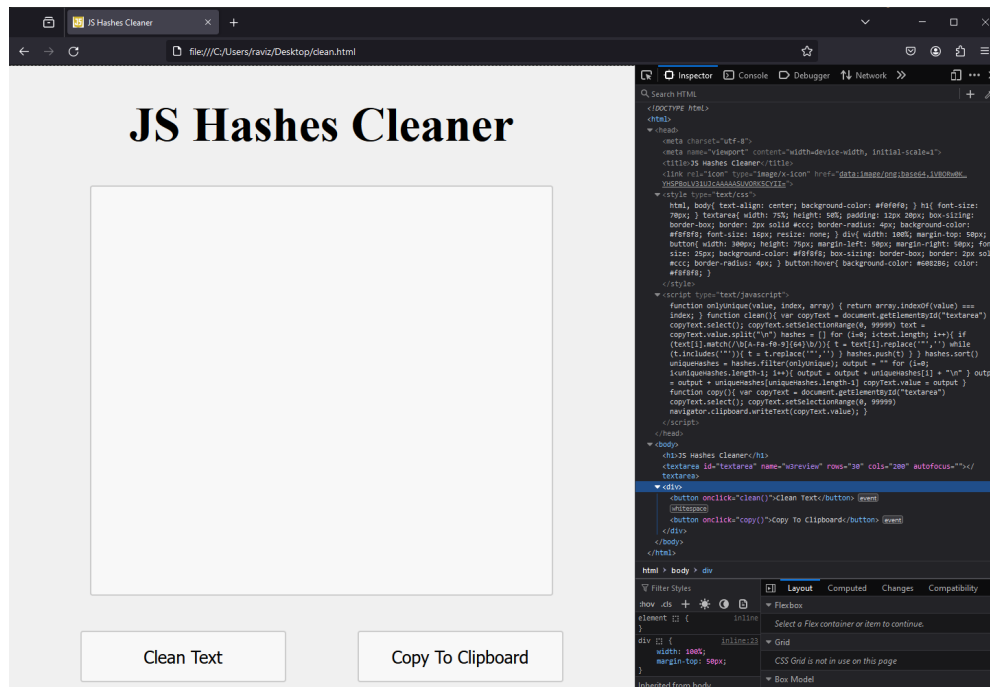 JS Hashes Cleaner
file:///C:/Users/raviz/Desktop/clean.html
JS Hashes Cleaner
Clean Text
Copy To Clipboard
Inspector
Console
Debugger
Network
Search HTML
<!DOCTYPE html>
<html>
<head>
<meta charset="utf-8">
<meta name="viewport" content="width=device-width, initial-scale=1">
<title>JS Hashes Cleaner</title>
<link rel="icon" type="image/x-icon" href="data:image/png;base64,
<style type="text/css">
html, body{ text-align: center; background-color: #f0f0f0; } h1{ font-size:
70px; } textarea{ width: 75%; height: 50%; padding: 12px 20px; box-sizing:
border-box; border: 2px solid #ccc; border-radius: 4px; background-color:
#f8f8f8; font-size: 16px; resize: none; } div{ width: 100%; margin-top: 50px;
button{ width: 300px; height: 75px; margin-left: 50px; margin-right: 50px;
size: 25px; background-color: #f8f8f8; box-sizing: border-box; border: 2px
#ccc; border-radius: 4px; } button:hover{ background-color: #608286; color:
#f8f8f8; }
</style>
<script type="text/javascript">
function onlyUnique(value, index, array) { return array.indexOf(value) ===
index; } function clean(){ var copyText = document.getElementById("textarea")
copyText.select(); copyText.setSelectionRange(0, 99999) text =
copyText.value.split("\n") hashes = [] for (i=0; i<text.length; i++){ if
(text[i].match(/\b[A-Fa-f0-9]{64}\b/)){ t = text[i].replace('"','') while
(t.includes('"')){ t = t.replace('"','') } hashes.push(t) } } hashes.sort()
uniqueHashes = hashes.filter(onlyUnique); output = "" for (i=0;
i<uniqueHashes.length-1; i++){ output = output + uniqueHashes[i] + "\n" }
= output + uniqueHashes[uniqueHashes.length-1] copyText.value = output }
function copy(){ var copyText = document.getElementById("textarea")
copyText.select(); copyText.setSelectionRange(0, 99999)
navigator.clipboard.writeText(copyText.value); }
</script>
</head>
<body>
<h1>JS Hashes Cleaner</h1>
<textarea id="textarea" name="w3review" rows="30" cols="200" autofocus=""></
textarea>
<div>
<button onclick="clean()">Clean Text</button> event
whitespace
<button onclick="copy()">Copy To Clipboard</button> event
</div>
</body>
</html>
html > body > div
Filter Styles
:hov .cls
element { inline
}
div { inline:23
width: 100%;
margin-top: 50px;
}
Inherited from body
Layout
Computed
Changes
Compatibility
Flexbox
Select a Flex container or item to continue.
Grid
CSS Grid is not in use on this page
Box Model